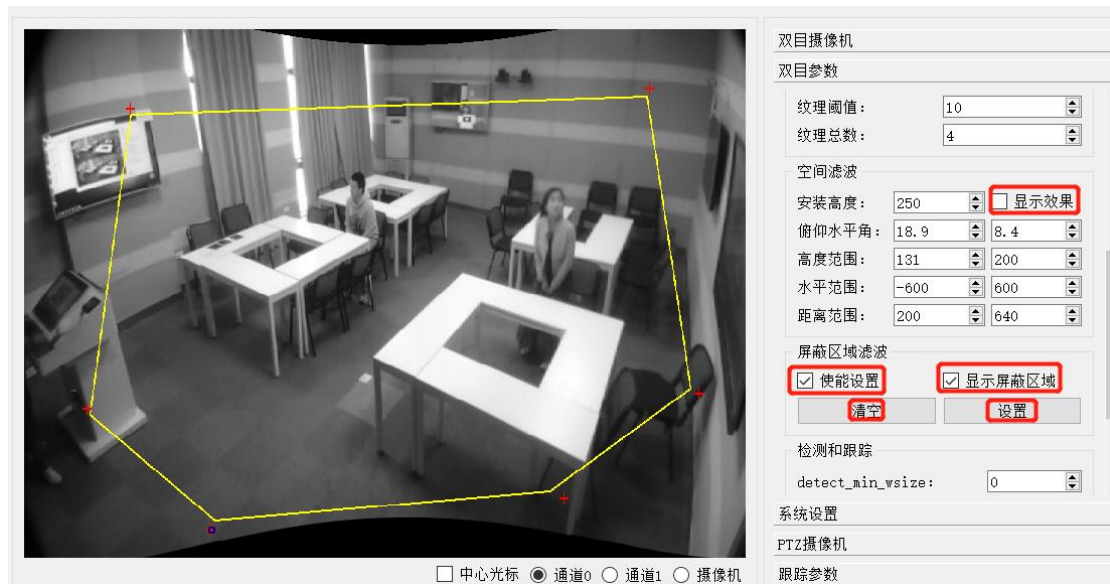 双目摄像机
双目参数
纹理阈值： 10
纹理总数： 4
空间滤波
安装高度： 250 显示效果
俯仰水平角： 18.9 8.4
高度范围： 131 200
水平范围： -600 600
距离范围： 200 640
屏蔽区域滤波
使能设置 显示屏蔽区域
清空 设置
检测和跟踪
detect_min_wsize： 0
系统设置
PTZ摄像机
跟踪参数
中心光标 通道0 通道1 摄像机